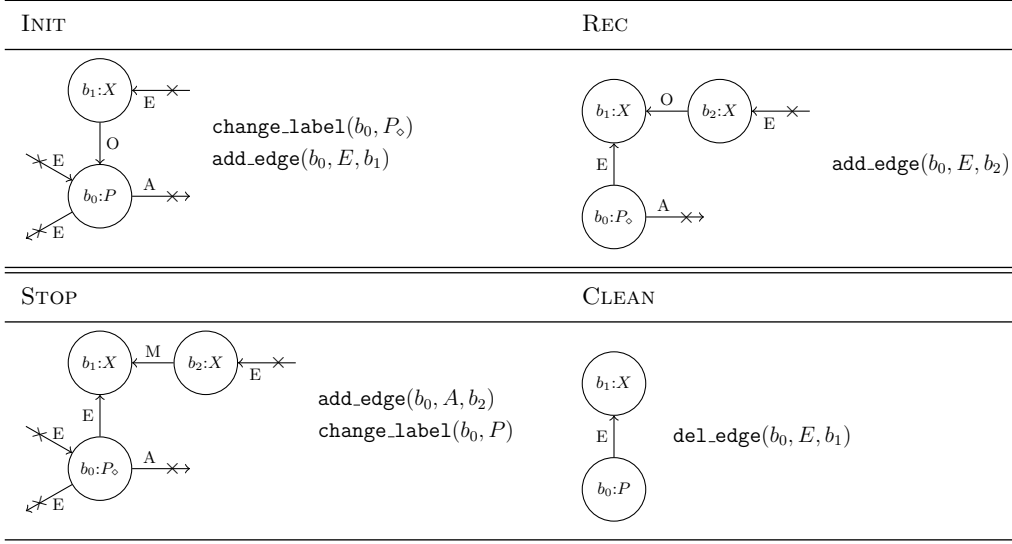 INIT
REC
b₁:X
E
O
E
b₀:P
A
E
change_label(b₀, P⋄)
add_edge(b₀, E, b₁)
b₁:X
O
b₂:X
E
E
b₀:P⋄
A
add_edge(b₀, E, b₂)
STOP
CLEAN
b₁:X
M
b₂:X
E
E
E
b₀:P⋄
A
E
add_edge(b₀, A, b₂)
change_label(b₀, P)
b₁:X
E
b₀:P
del_edge(b₀, E, b₁)